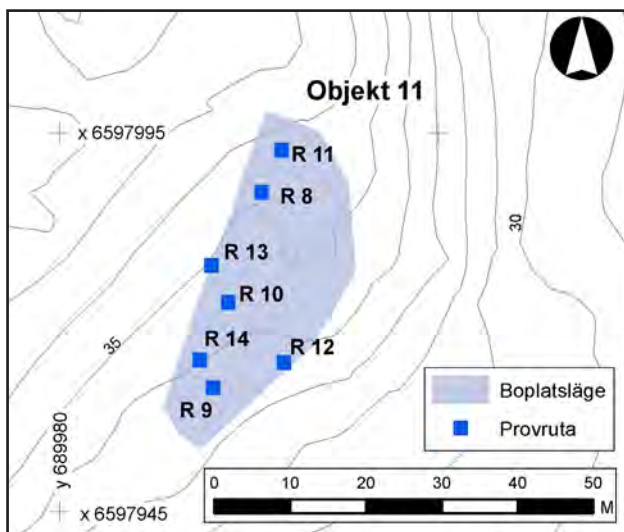 Objekt 11
x 6597995
R 11
R 8
30
R 13
R 10
35
R 14
R 12
R 9
Boplatsläge
Provruta
y 689980
0 10 20 30 40 50
M
x 6597945